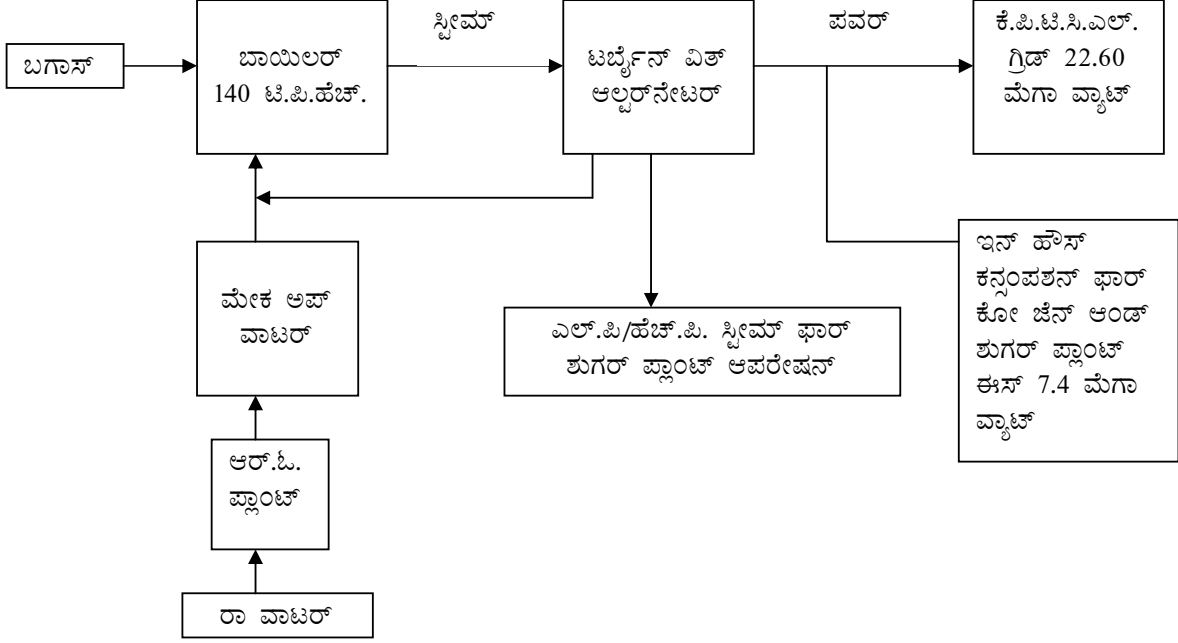 ಸ್ಟೀಮ್
ಪವರ್
ಬಗಾಸ್
ಬಾಯಿಲರ್
140 ಟಿ.ಪಿ.ಹೆಚ್.
ಟರ್ಬೈನ್ ವಿತ್
ಆಲ್ಟರ್‌ನೇಟರ್
ಕೆ.ಪಿ.ಟಿ.ಸಿ.ಎಲ್.
ಗ್ರಿಡ್ 22.60
ಮೆಗಾ ವ್ಯಾಟ್
ಮೇಕ ಅಪ್
ವಾಟರ್
ಎಲ್.ಪಿ/ಹೆಚ್.ಪಿ. ಸ್ಟೀಮ್ ಫಾರ್
ಶುಗರ್ ಪ್ಲಾಂಟ್ ಆಪರೇಷನ್
ಇನ್ ಹೌಸ್
ಕನ್ಸಂಪಶನ್ ಫಾರ್
ಕೋ ಜೆನ್ ಆಂಡ್
ಶುಗರ್ ಪ್ಲಾಂಟ್
ಈಸ್ 7.4 ಮೆಗಾ
ವ್ಯಾಟ್
ಆರ್.ಓ.
ಪ್ಲಾಂಟ್
ರಾ ವಾಟರ್